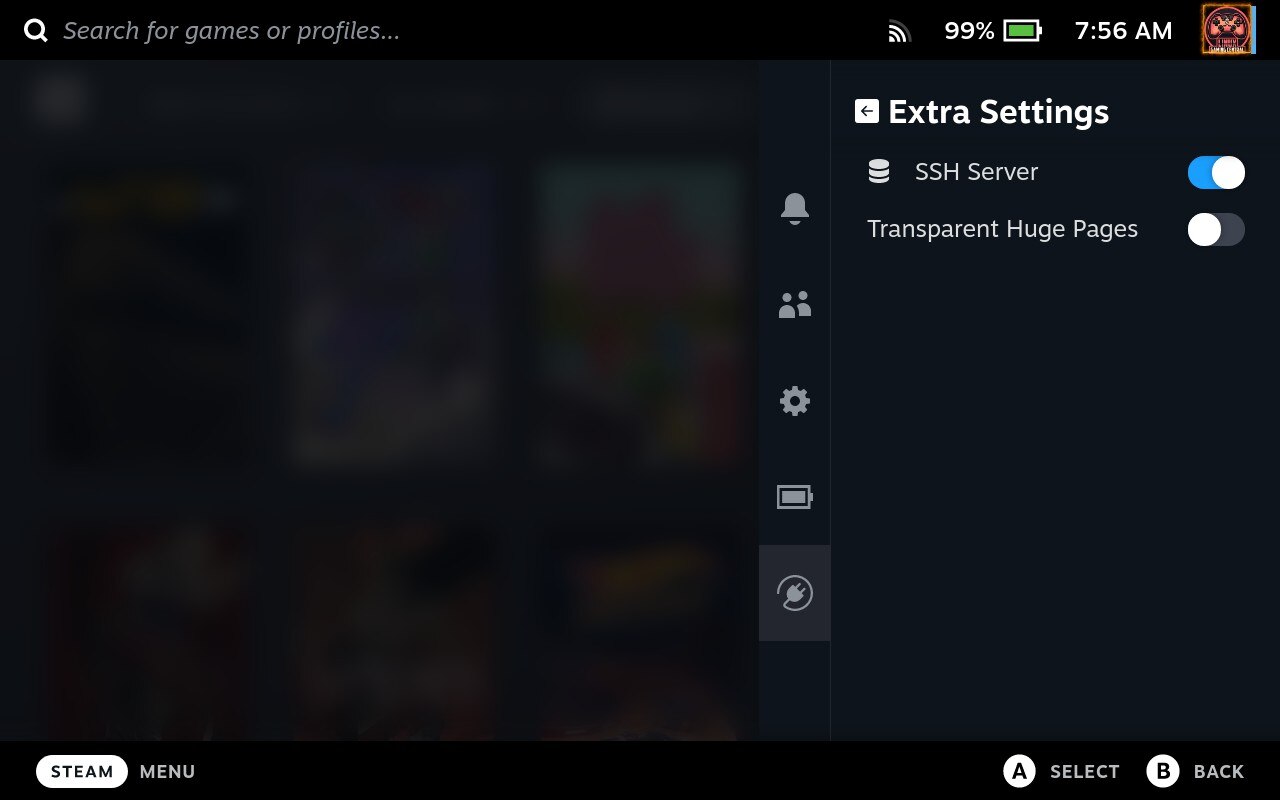 Search for games or profiles...
99%
7:56 AM
Extra Settings
SSH Server
Transparent Huge Pages
STEAM MENU
A SELECT B BACK